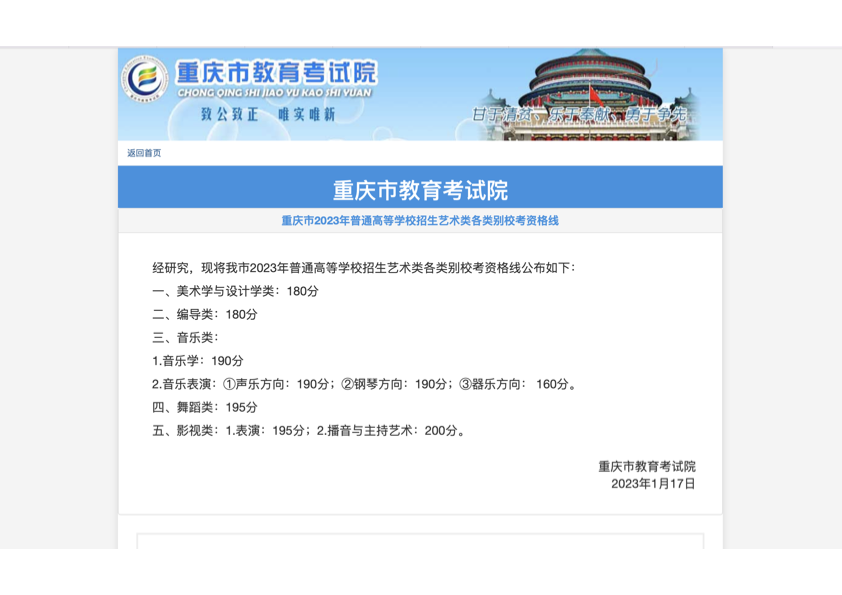 重庆市教育考试院
CHONG QING SHI JIAO YU KAO SHI YUAN
致公致正 唯实唯新
甘于清贫、乐于奉献、勇于争先
返回首页
重庆市教育考试院
重庆市2023年普通高等学校招生艺术类各类别校考资格线
经研究，现将我市2023年普通高等学校招生艺术类各类别校考资格线公布如下：
一、美术学与设计学类：180分
二、编导类：180分
三、音乐类：
1.音乐学：190分
2.音乐表演：①声乐方向：190分；②钢琴方向：190分；③器乐方向： 160分。
四、舞蹈类：195分
五、影视类：1.表演：195分；2.播音与主持艺术：200分。
重庆市教育考试院
2023年1月17日